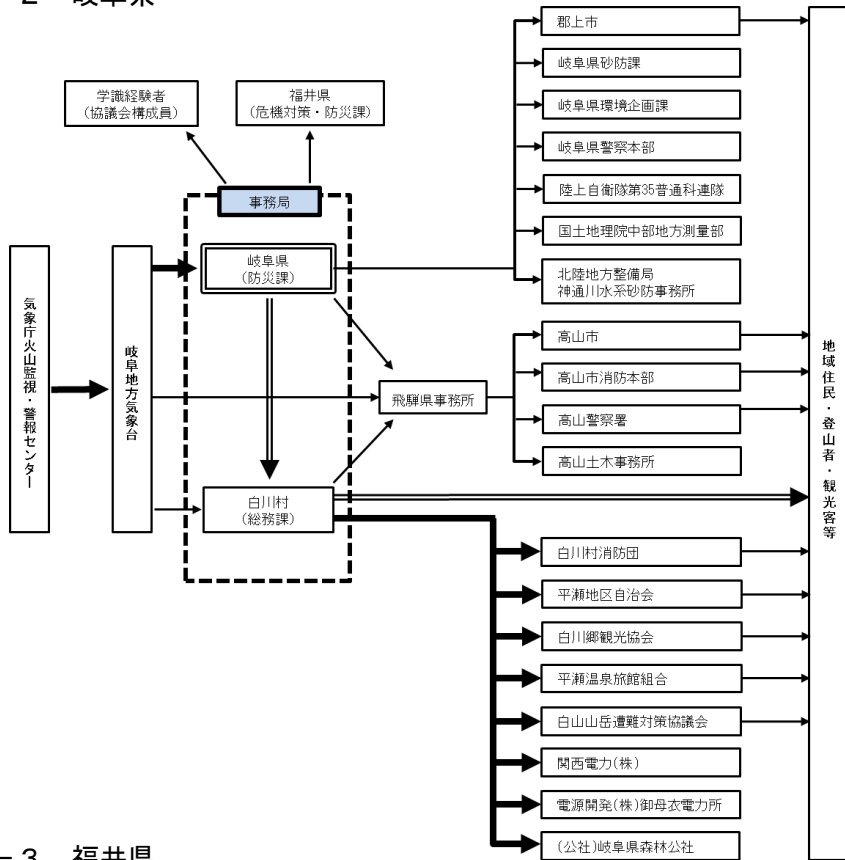 ２　岐阜県
学識経験者
(協議会構成員)
福井県
(危機対策・防災課)
事務局
気象庁火山監視・警報センター
岐阜地方気象台
岐阜県
(防災課)
白川村
(総務課)
飛騨県事務所
郡上市
岐阜県砂防課
岐阜県環境企画課
岐阜県警察本部
陸上自衛隊第35普通科連隊
国土地理院中部地方測量部
北陸地方整備局
神通川水系砂防事務所
高山市
高山市消防本部
高山警察署
高山土木事務所
白川村消防団
平瀬地区自治会
白川郷観光協会
平瀬温泉旅館組合
白山山岳遭難対策協議会
関西電力(株)
電源開発(株)御母衣電力所
(公社)岐阜県森林公社
地域住民・登山者・観光客等
－３　福井県